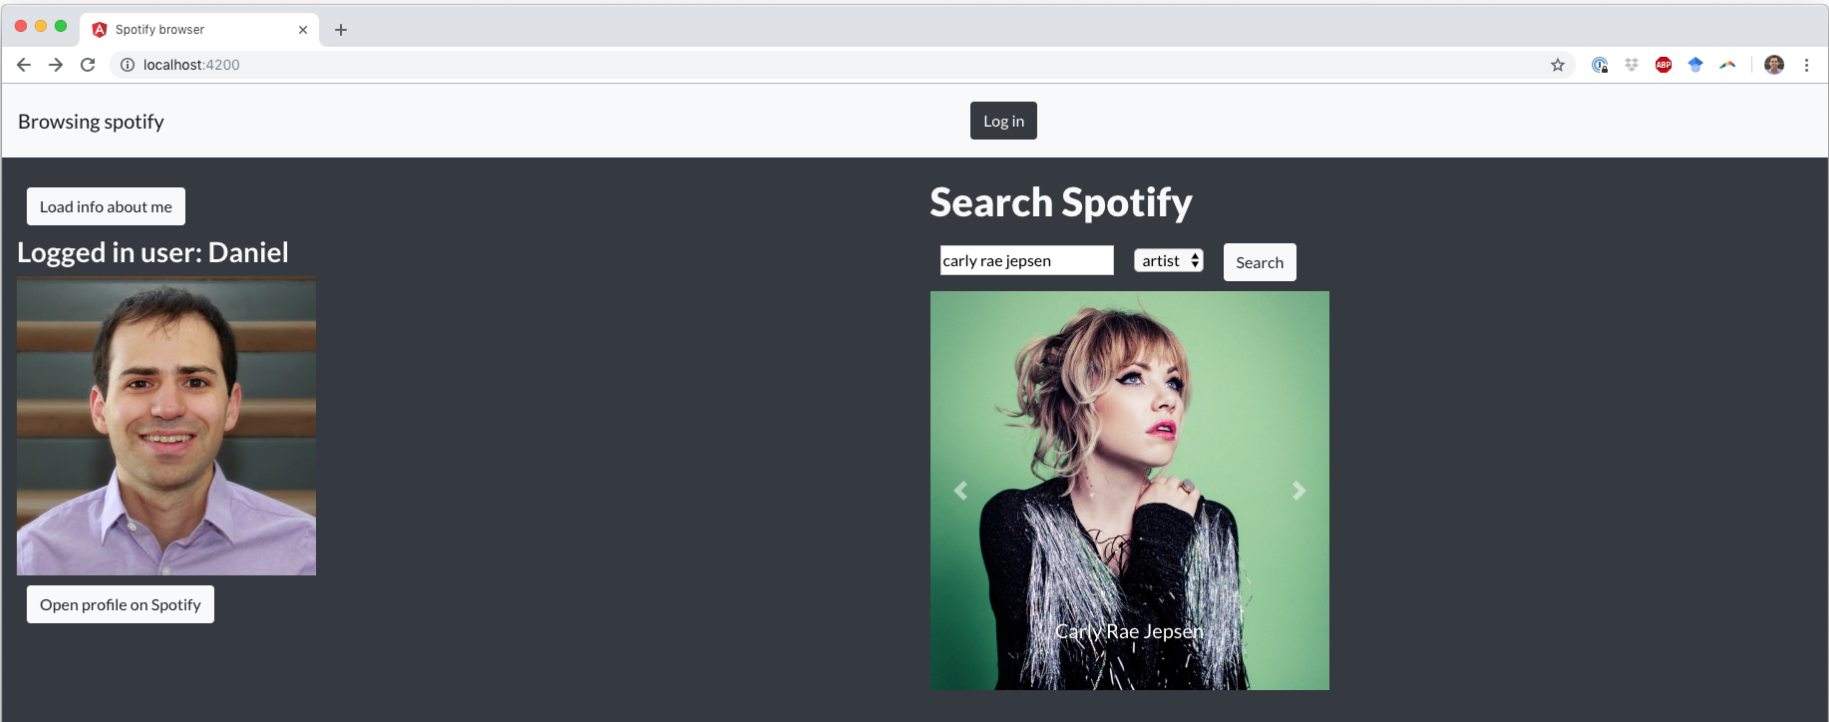 Spotify browser
localhost:4200
ABP
Browsing spotify
Log in
Load info about me
Logged in user: Daniel
Open profile on Spotify
Search Spotify
carly rae jepsen
artist
Search
Carly Rae Jepsen